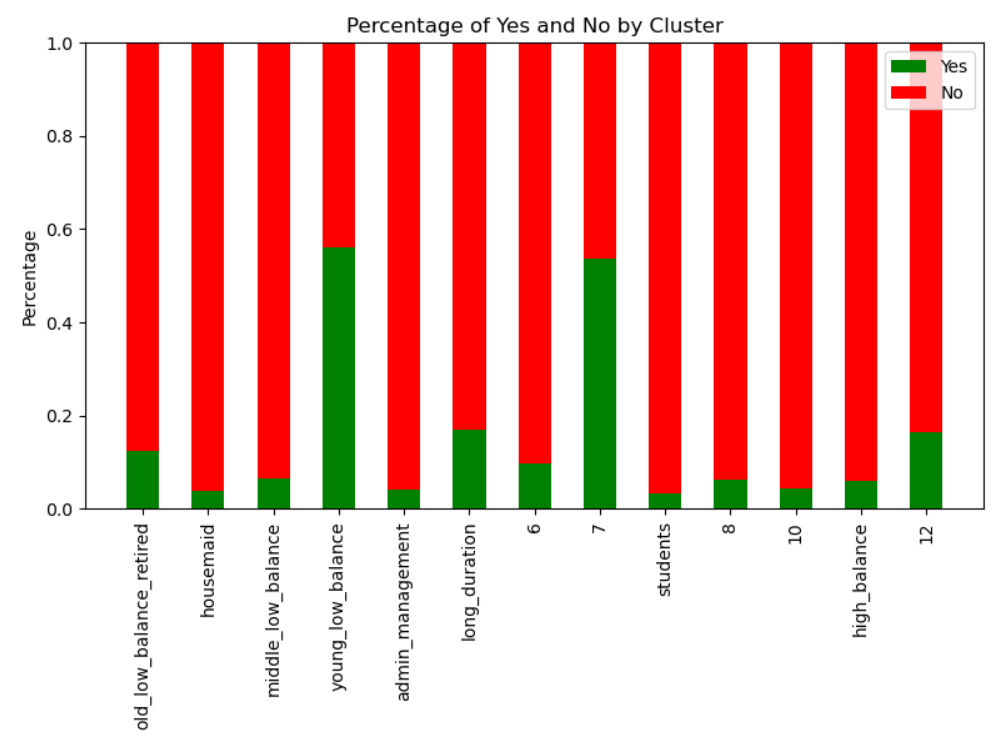 Percentage of Yes and No by Cluster
Percentage
1.0
0.8
0.6
0.4
0.2
0.0
Yes
No
old_low_balance_retired
housemaid
middle_low_balance
young_low_balance
admin_management
long_duration
6
7
students
8
10
high_balance
12